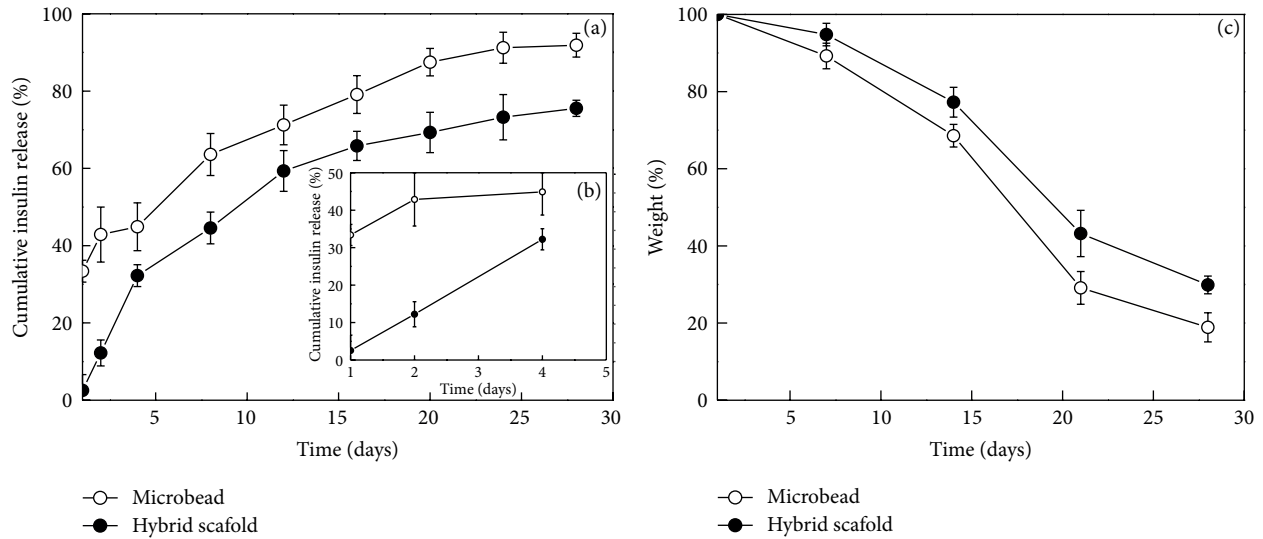 100
80
60
40
20
0
Cumulative insulin release (%)
(a)
50
40
30
20
10
0
Cumulative insulin release (%)
(b)
1 2 3 4 5
Time (days)
5 10 15 20 25 30
Time (days)
Microbead
Hybrid scafold
100
80
60
40
20
0
Weight (%)
(c)
5 10 15 20 25 30
Time (days)
Microbead
Hybrid scafold